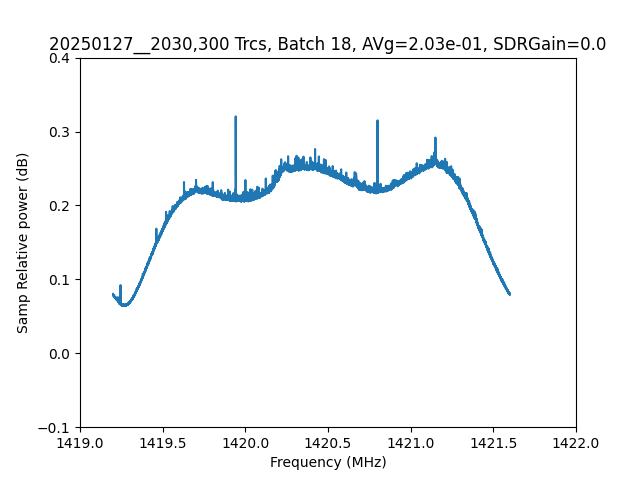 20250127__2030,300 Trcs, Batch 18, AVg=2.03e-01, SDRGain=0.0
0.4
0.3
0.2
0.1
0.0
−0.1
Samp Relative power (dB)
1419.0 1419.5 1420.0 1420.5 1421.0 1421.5 1422.0
Frequency (MHz)